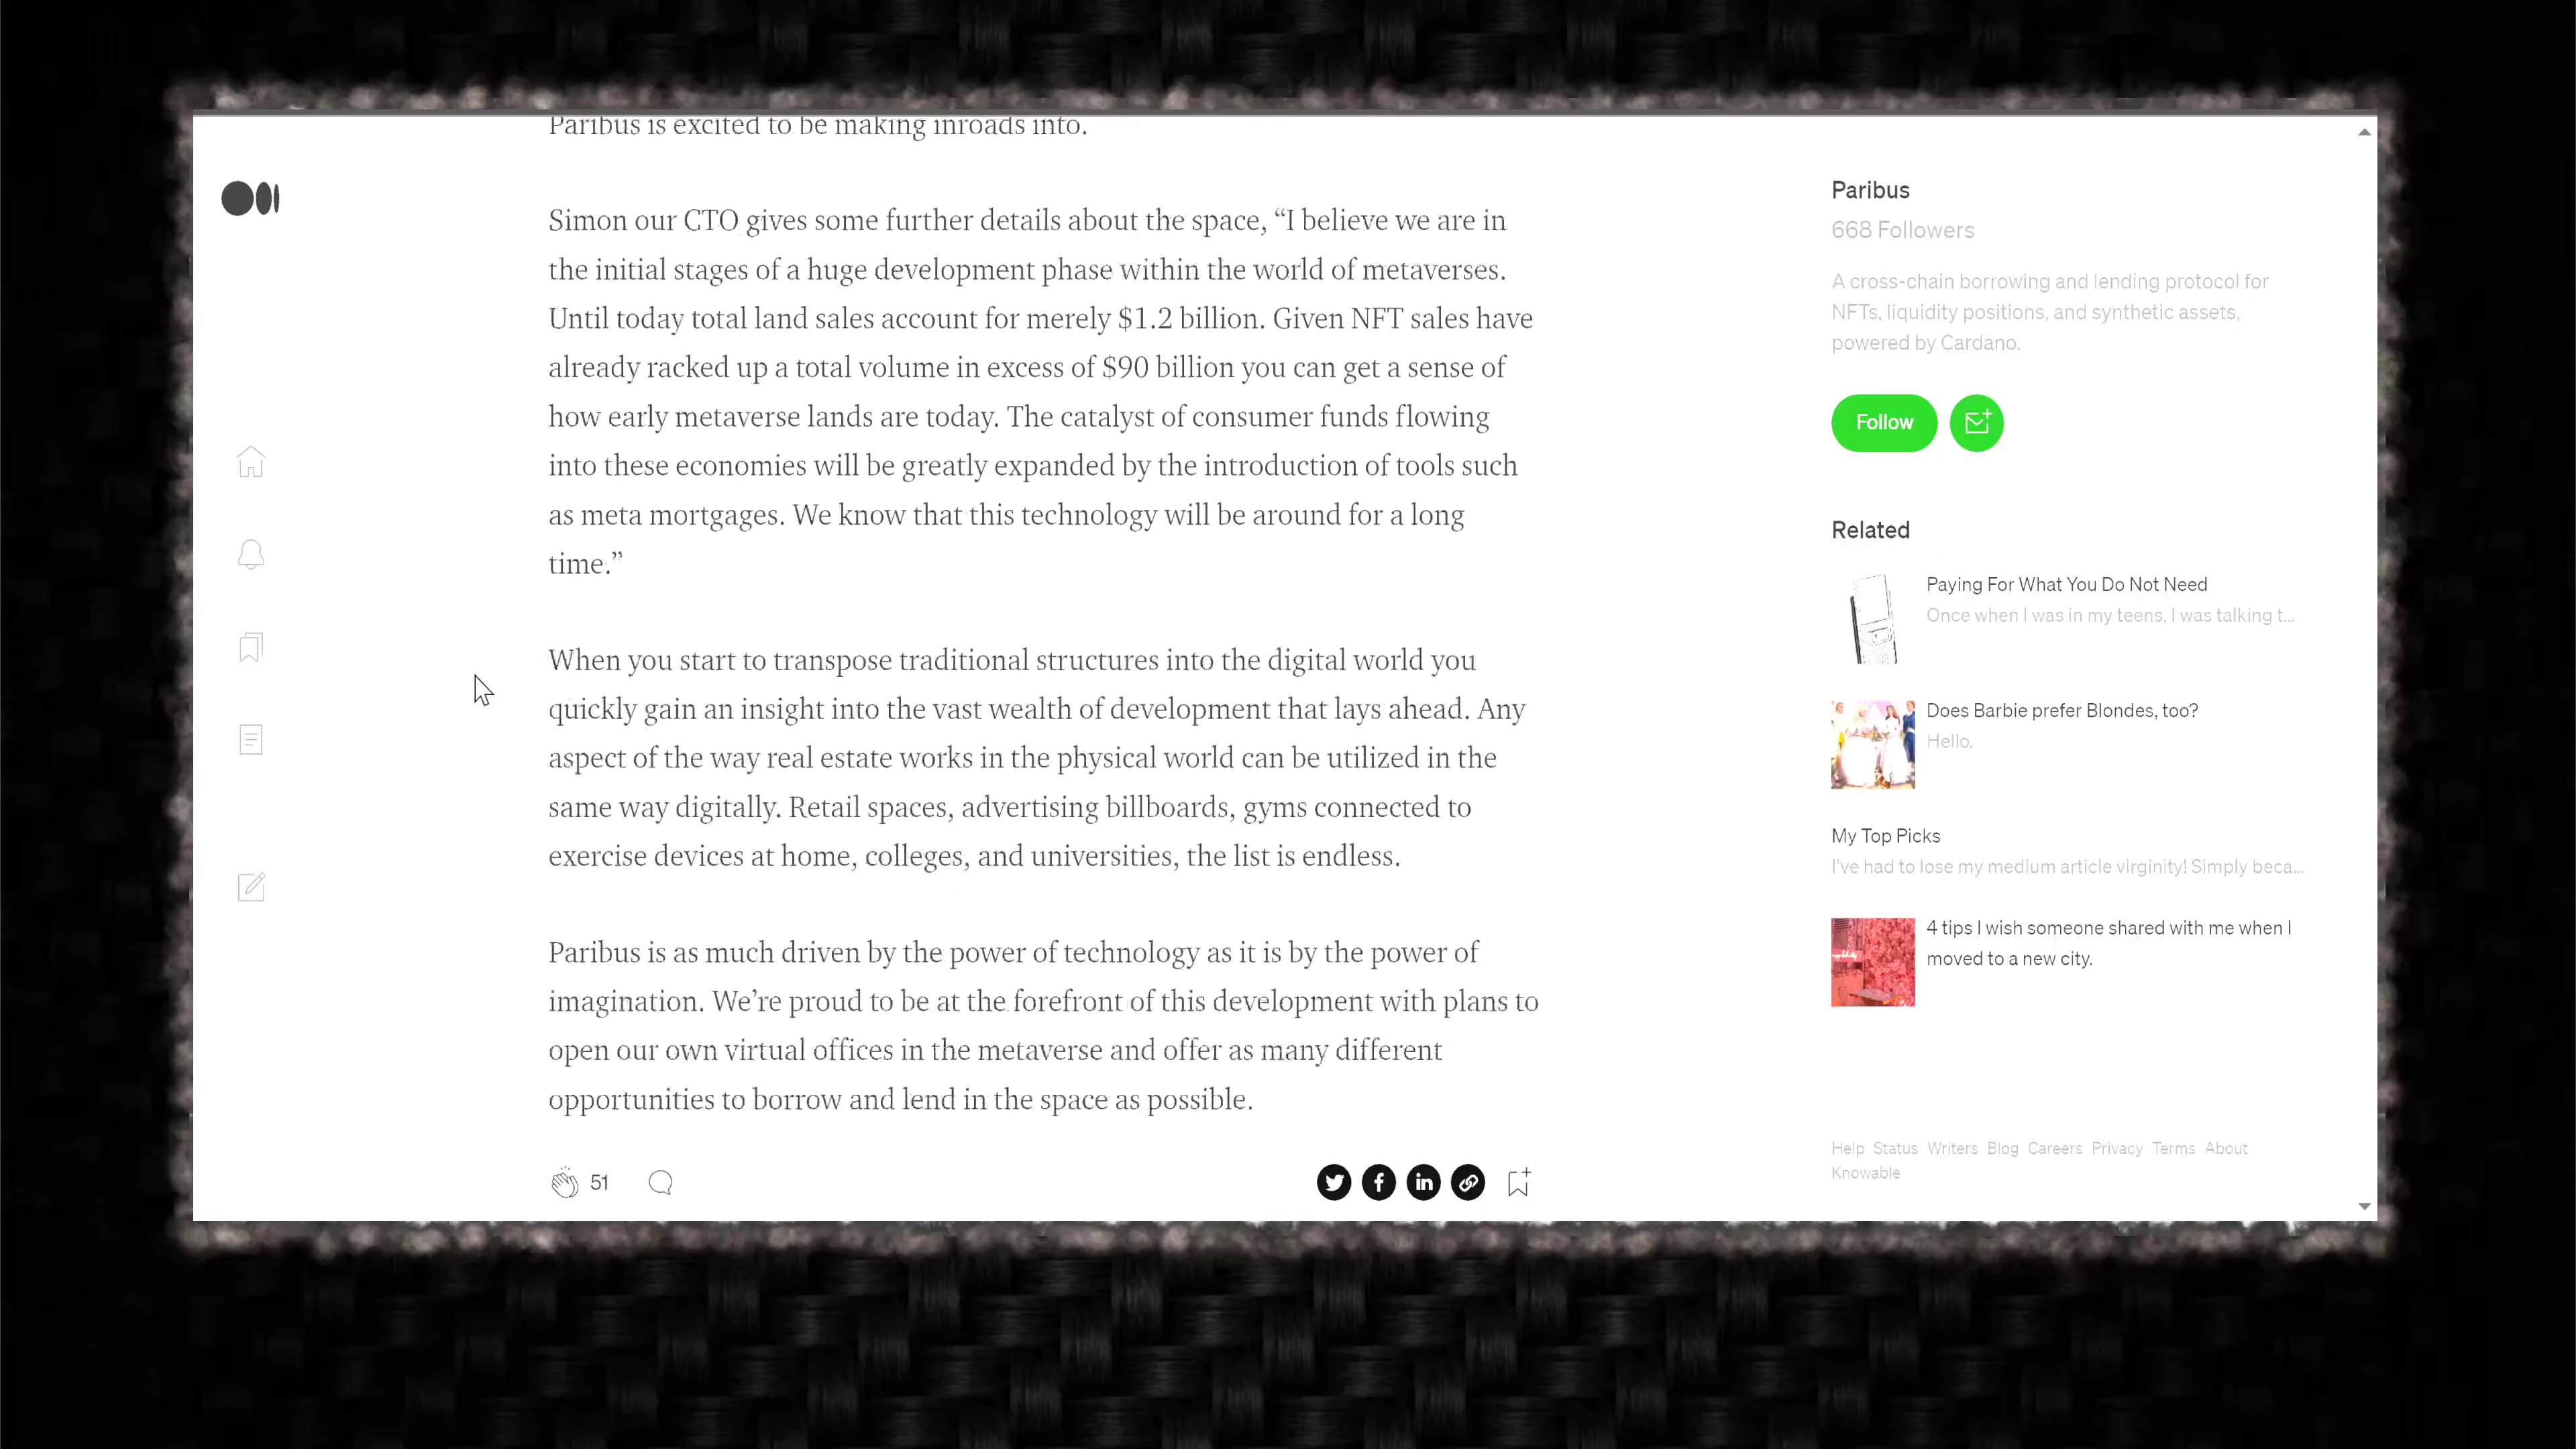 Paribus is excited to be making inroads into.
Simon our CTO gives some further details about the space, “I believe we are in
the initial stages of a huge development phase within the world of metaverses.
Until today total land sales account for merely $1.2 billion. Given NFT sales have
already racked up a total volume in excess of $90 billion you can get a sense of
how early metaverse lands are today. The catalyst of consumer funds flowing
into these economies will be greatly expanded by the introduction of tools such
as meta mortgages. We know that this technology will be around for a long
time.”
When you start to transpose traditional structures into the digital world you
quickly gain an insight into the vast wealth of development that lays ahead. Any
aspect of the way real estate works in the physical world can be utilized in the
same way digitally. Retail spaces, advertising billboards, gyms connected to
exercise devices at home, colleges, and universities, the list is endless.
Paribus is as much driven by the power of technology as it is by the power of
imagination. We’re proud to be at the forefront of this development with plans to
open our own virtual offices in the metaverse and offer as many different
opportunities to borrow and lend in the space as possible.
51
Paribus
668 Followers
A cross-chain borrowing and lending protocol for
NFTs, liquidity positions, and synthetic assets,
powered by Cardano.
Follow
Related
Paying For What You Do Not Need
Once when I was in my teens, I was talking t...
Does Barbie prefer Blondes, too?
Hello.
My Top Picks
I've had to lose my medium article virginity! Simply beca...
4 tips I wish someone shared with me when I
moved to a new city.
Help Status Writers Blog Careers Privacy Terms About
Knowable